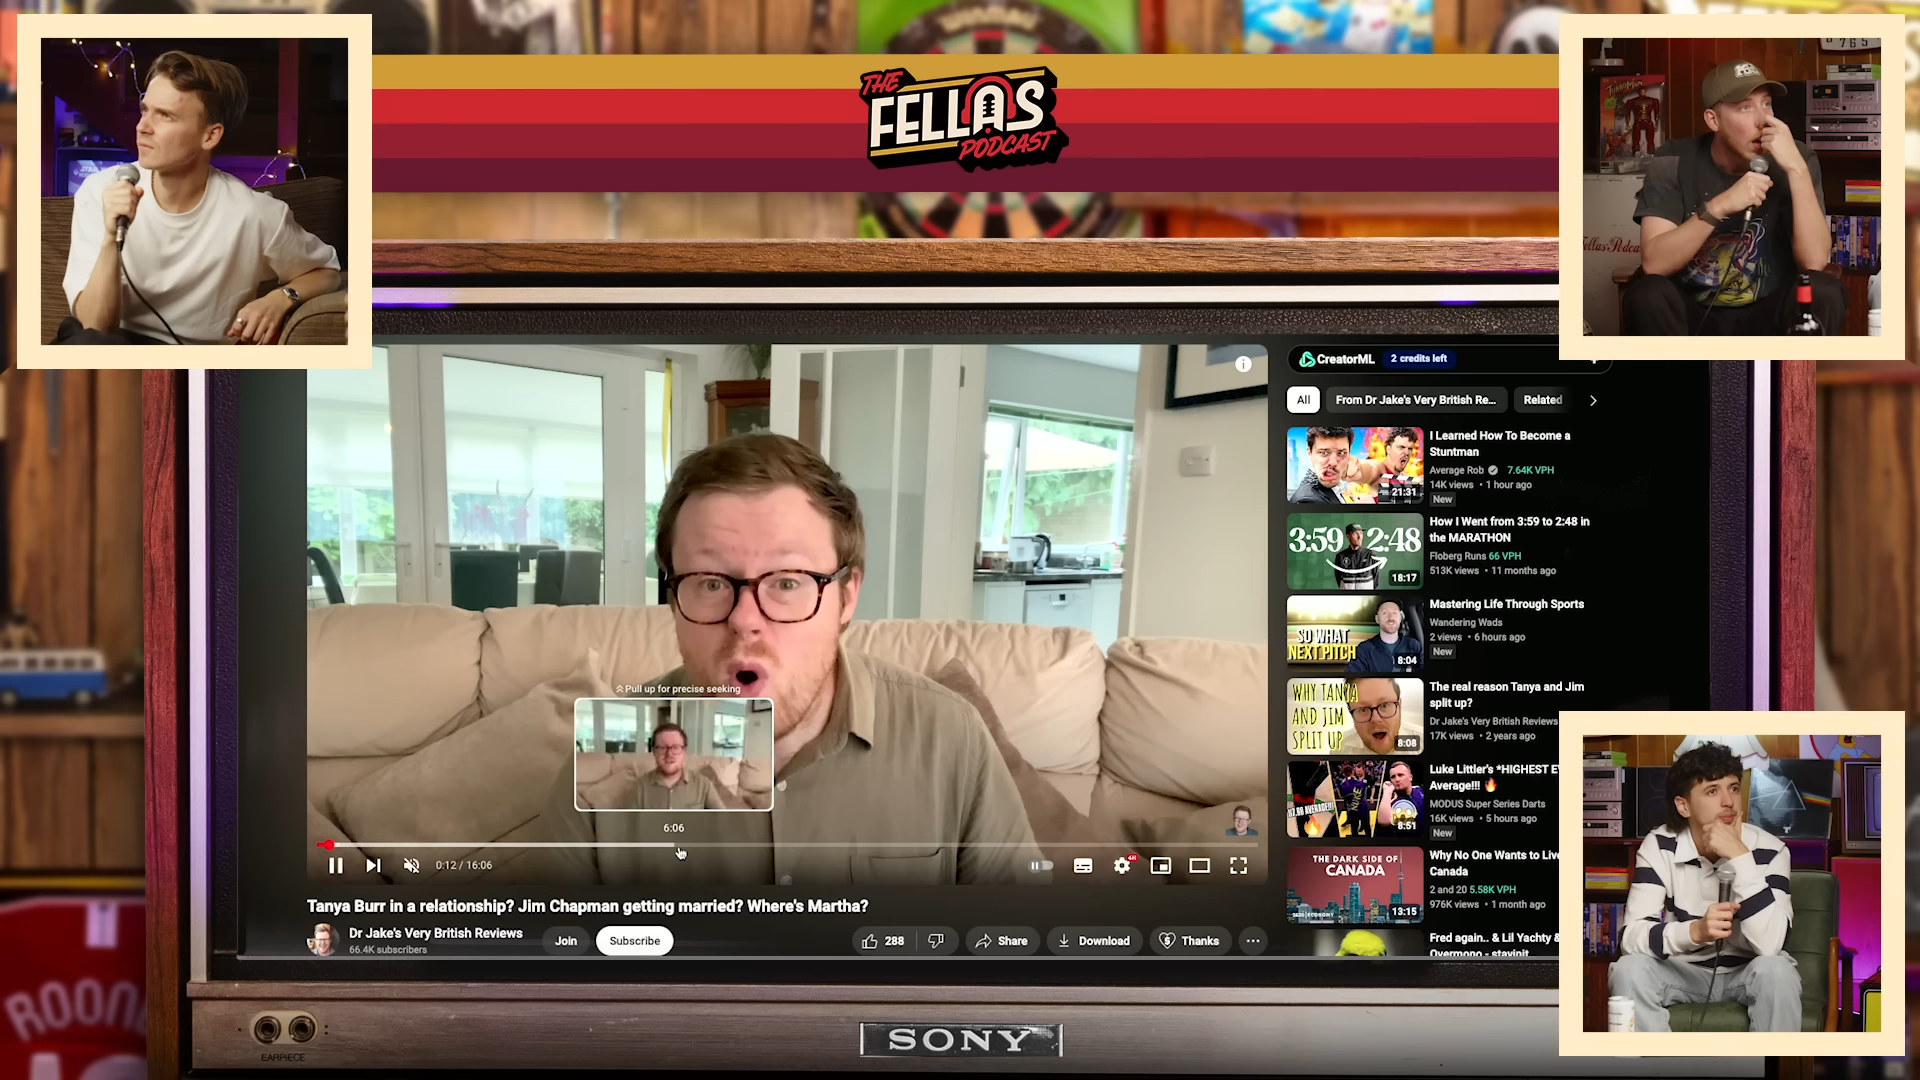 THE
FELLAS
PODCAST
CreatorML
2 credits left
All
From Dr Jake's Very British Re...
Related
I Learned How To Become a
Stuntman
Average Rob
7.64K VPH
14K views • 1 hour ago
New
21:31
How I Went from 3:59 to 2:48 in
the MARATHON
Floberg Runs 66 VPH
513K views • 11 months ago
3:59 2:48
18:17
Mastering Life Through Sports
Wandering Wads
2 views • 6 hours ago
New
SO WHAT
NEXT PITCH
8:04
The real reason Tanya and Jim
split up?
Dr Jake's Very British Reviews
17K views • 2 years ago
WHY TANYA
AND JIM
SPLIT UP
8:08
Luke Littler's *HIGHEST E
Average!!!
MODUS Super Series Darts
16K views • 5 hours ago
New
8:51
Why No One Wants to Live
Canada
2 and 20 5.58K VPH
976K views • 1 month ago
THE DARK SIDE OF
CANADA
13:15
Fred again.. & Lil Yachty &
Overmono - stayinit
Pull up for precise seeking
6:06
0:12 / 16:06
Tanya Burr in a relationship? Jim Chapman getting married? Where's Martha?
Dr Jake's Very British Reviews
66.4K subscribers
Join
Subscribe
288
Share
Download
Thanks
EARPIECE
SONY
ROON